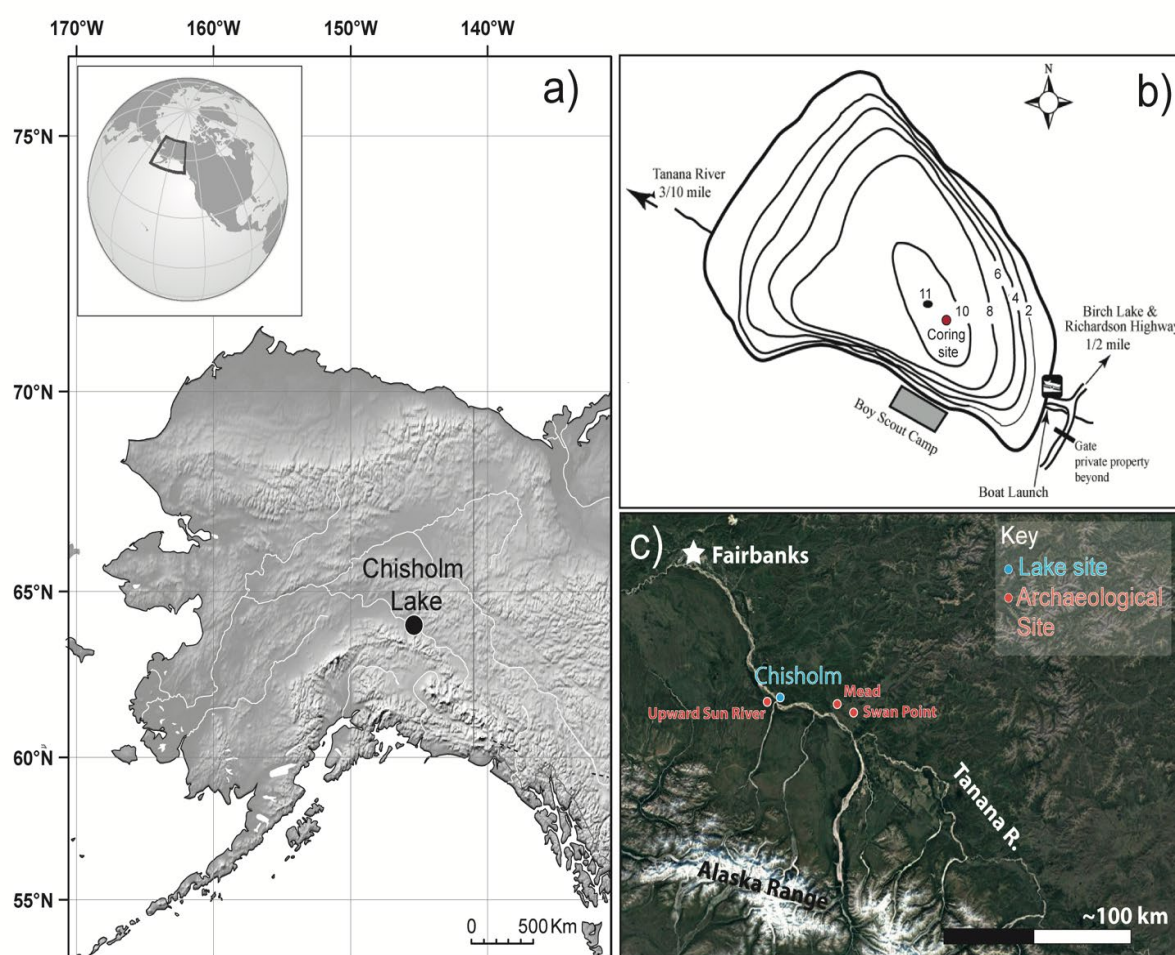 170°W
160°W
150°W
140°W
a)
75°N
70°N
65°N
60°N
55°N
Chisholm
Lake
0
500Km
b)
N
Tanana River
3/10 mile
6
4
2
11
10
8
Coring
site
Birch Lake &
Richardson Highway
1/2 mile
Boy Scout Camp
Gate
private property
beyond
Boat Launch
c)
Fairbanks
Key
Lake site
Archaeological
Site
Chisholm
Mead
Upward Sun River
Swan Point
Tanana R.
Alaska Range
~100 km